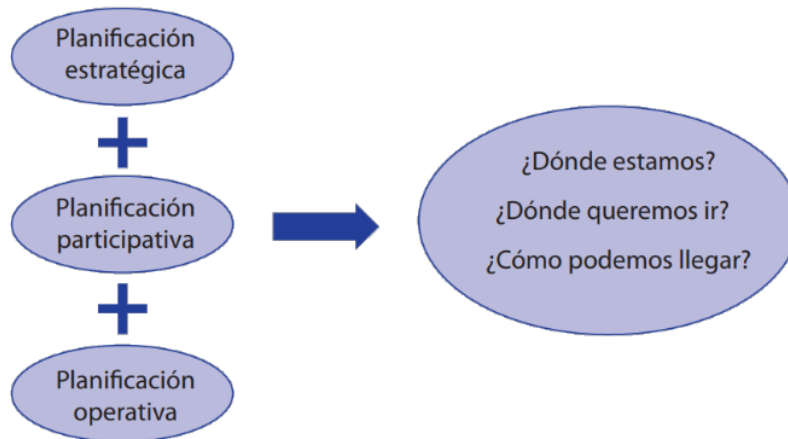 Planificación
estratégica
+
Planificación
participativa
+
Planificación
operativa
¿Dónde estamos?
¿Dónde queremos ir?
¿Cómo podemos llegar?